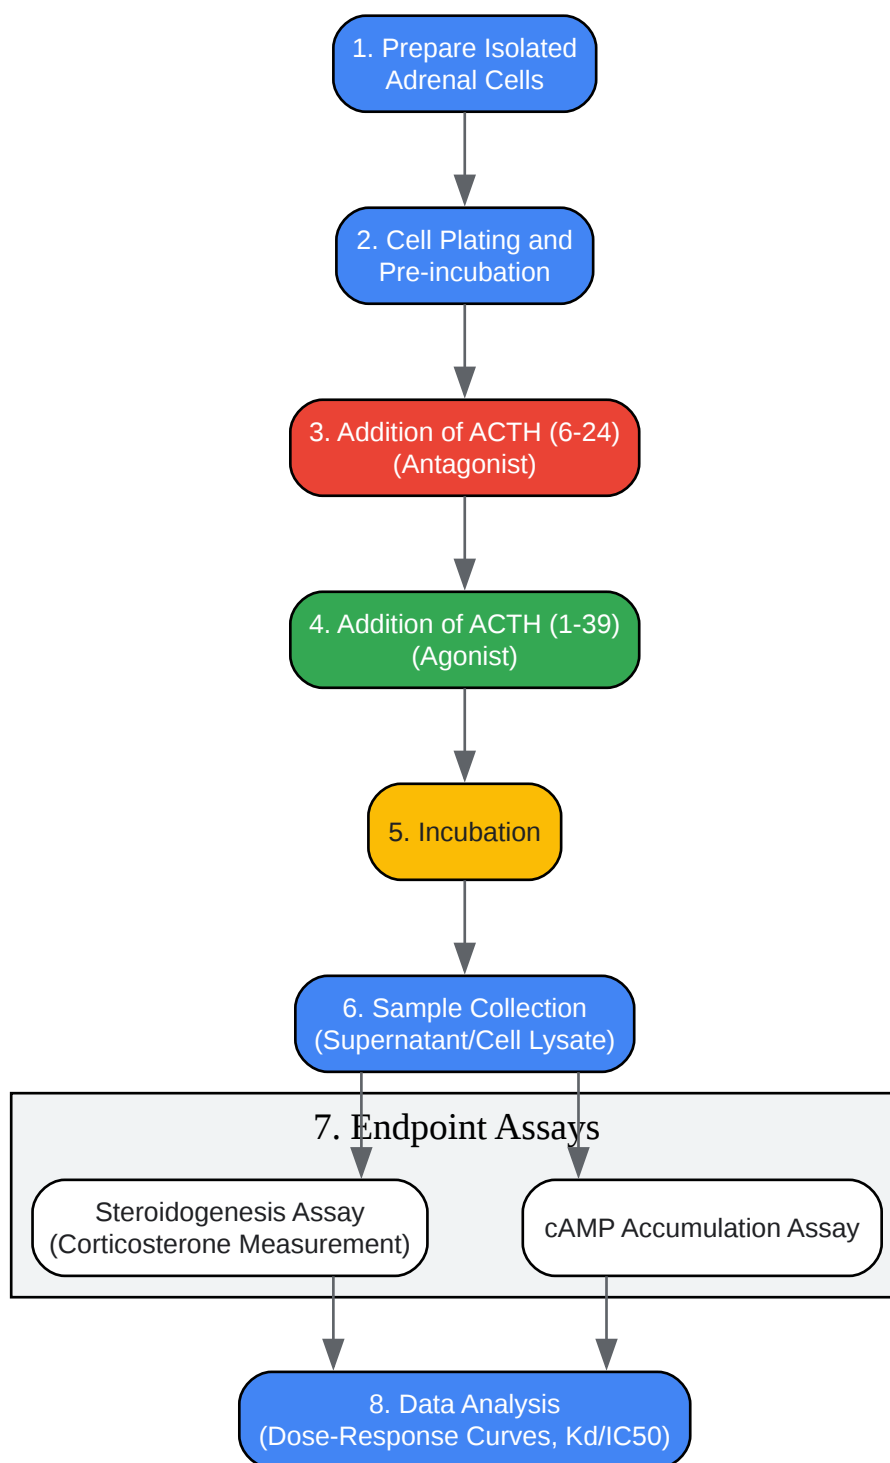 1. Prepare Isolated
Adrenal Cells
2. Cell Plating and
Pre-incubation
3. Addition of ACTH (6-24)
(Antagonist)
4. Addition of ACTH (1-39)
(Agonist)
5. Incubation
6. Sample Collection
(Supernatant/Cell Lysate)
7. Endpoint Assays
Steroidogenesis Assay
(Corticosterone Measurement)
cAMP Accumulation Assay
8. Data Analysis
(Dose-Response Curves, Kd/IC50)